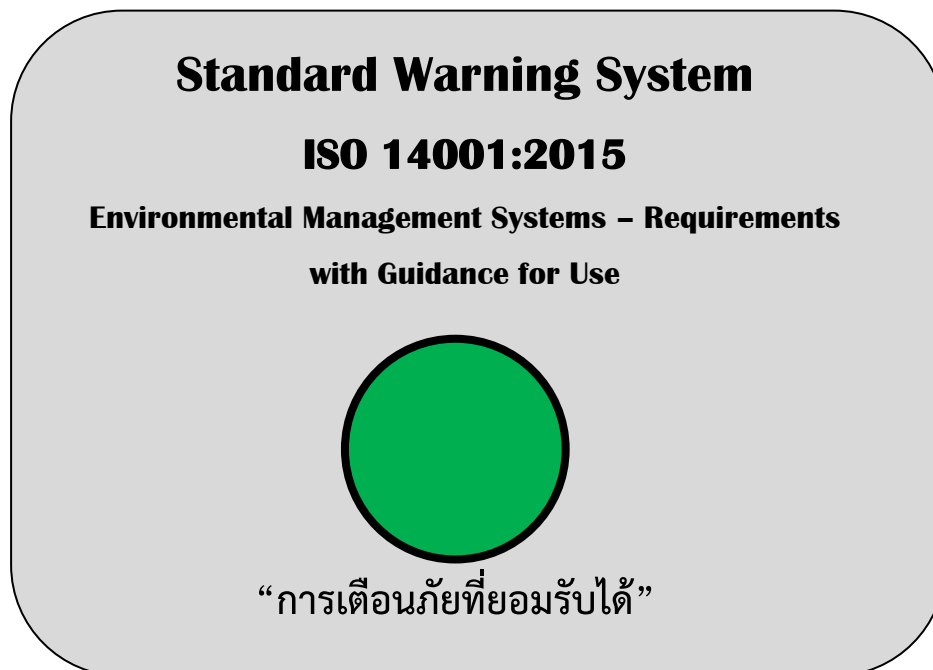 Standard Warning System
ISO 14001:2015
Environmental Management Systems – Requirements
with Guidance for Use
“การเตือนภัยที่ยอมรับได้”